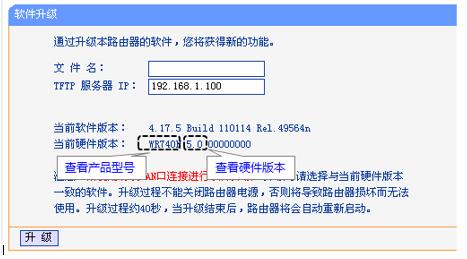 软件升级
通过升级本路由器的软件，您将获得新的功能。
文 件 名：
TFTP 服务器 IP： 192.168.1.100
当前软件版本： 4.17.5 Build 110114 Rel.49564n
当前硬件版本： WRT40N 5.0 00000000
查看产品型号 查看硬件版本
N口连接进行 请选择与当前硬件版本
一致的软件。升级过程不能关闭路由器电源，否则将导致路由器损坏而无法
使用。升级过程约40秒，当升级结束后，路由器将会自动重新启动。
升 级